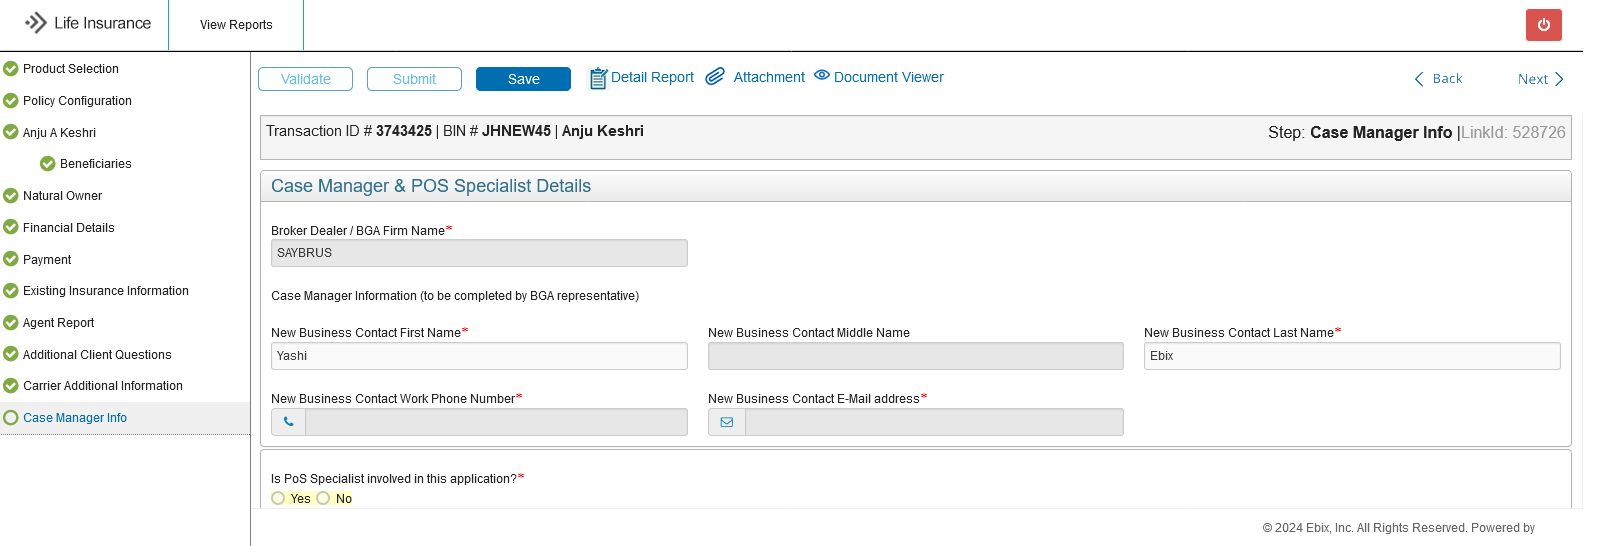 Life Insurance
View Reports
Product Selection
Policy Configuration
Anju A Keshri
Beneficiaries
Natural Owner
Financial Details
Payment
Existing Insurance Information
Agent Report
Additional Client Questions
Carrier Additional Information
Case Manager Info
Validate Submit Save Detail Report Attachment Document Viewer Back Next
Transaction ID # 3743425 | BIN # JHNEW45 | Anju Keshri Step: Case Manager Info |LinkId: 528726
Case Manager & POS Specialist Details
Broker Dealer / BGA Firm Name*
SAYBRUS
Case Manager Information (to be completed by BGA representative)
New Business Contact First Name* New Business Contact Middle Name New Business Contact Last Name*
Yashi Ebix
New Business Contact Work Phone Number* New Business Contact E-Mail address*
Is PoS Specialist involved in this application?*
Yes No
© 2024 Ebix, Inc. All Rights Reserved. Powered by